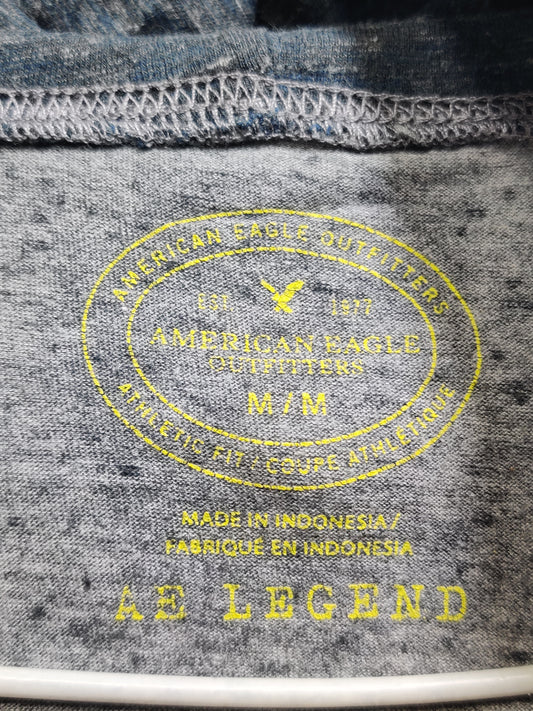 AMERICAN EAGLE OUTFITTERS
EST. 1977
AMERICAN EAGLE
OUTFITTERS
M / M
ATHLETIC FIT / COUPE ATHLÉTIQUE
MADE IN INDONESIA/
FABRIQUÉ EN INDONESIA
AE LEGEND